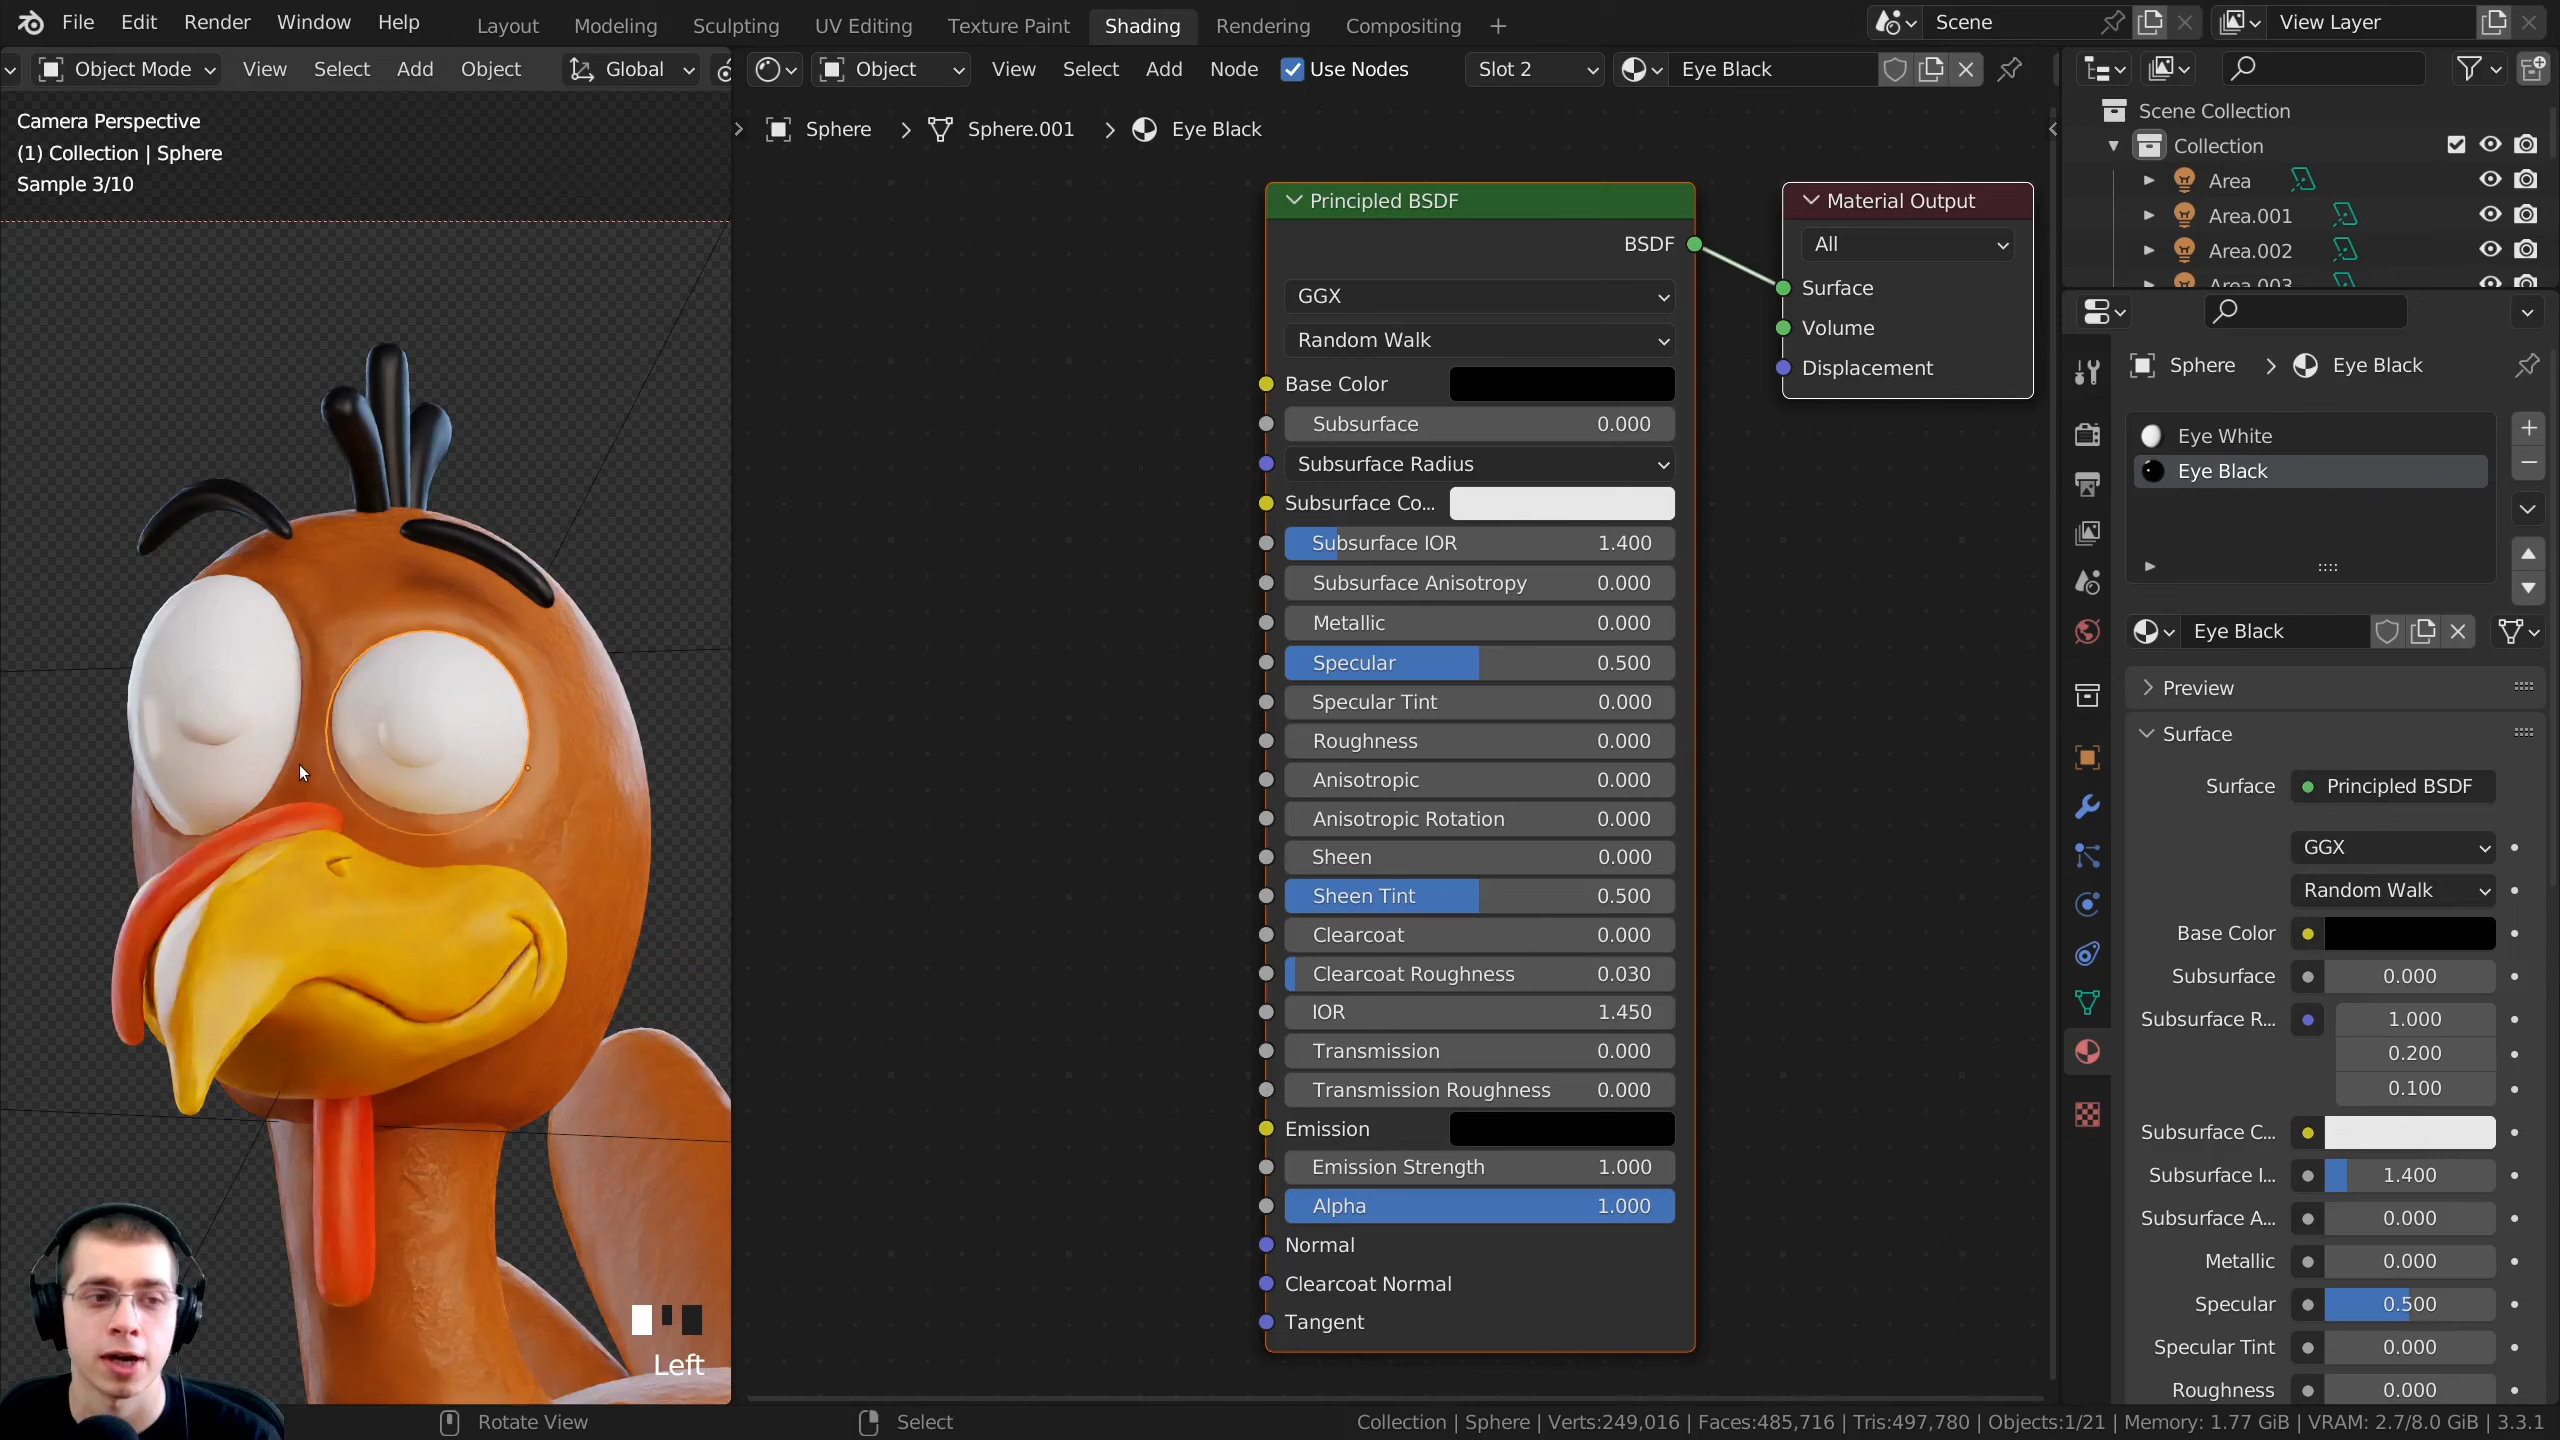 File Edit Render Window Help Layout Modeling Sculpting UV Editing Texture Paint Shading Rendering Compositing + Scene View Layer
Object Mode View Select Add Object Global Object View Select Add Node Use Nodes Slot 2 Eye Black
Camera Perspective
(1) Collection | Sphere
Sample 3/10
Sphere > Sphere.001 > Eye Black
Principled BSDF
BSDF
GGX
Random Walk
Base Color
Subsurface 0.000
Subsurface Radius
Subsurface Co...
Subsurface IOR 1.400
Subsurface Anisotropy 0.000
Metallic 0.000
Specular 0.500
Specular Tint 0.000
Roughness 0.000
Anisotropic 0.000
Anisotropic Rotation 0.000
Sheen 0.000
Sheen Tint 0.500
Clearcoat 0.000
Clearcoat Roughness 0.030
IOR 1.450
Transmission 0.000
Transmission Roughness 0.000
Emission
Emission Strength 1.000
Alpha 1.000
Normal
Clearcoat Normal
Tangent
Material Output
All
Surface
Volume
Displacement
Scene Collection
Collection
Area
Area.001
Area.002
Area.003
Sphere > Eye Black
Eye White
Eye Black
Eye Black
Preview
Surface
Surface Principled BSDF
GGX
Random Walk
Base Color
Subsurface 0.000
Subsurface R... 1.000
0.200
0.100
Subsurface C...
Subsurface I... 1.400
Subsurface A... 0.000
Metallic 0.000
Specular 0.500
Specular Tint 0.000
Roughness 0.000
Left
Rotate View Select Collection | Sphere | Verts:249,016 | Faces:485,716 | Tris:497,780 | Objects:1/21 | Memory: 1.77 GiB | VRAM: 2.7/8.0 GiB | 3.3.1